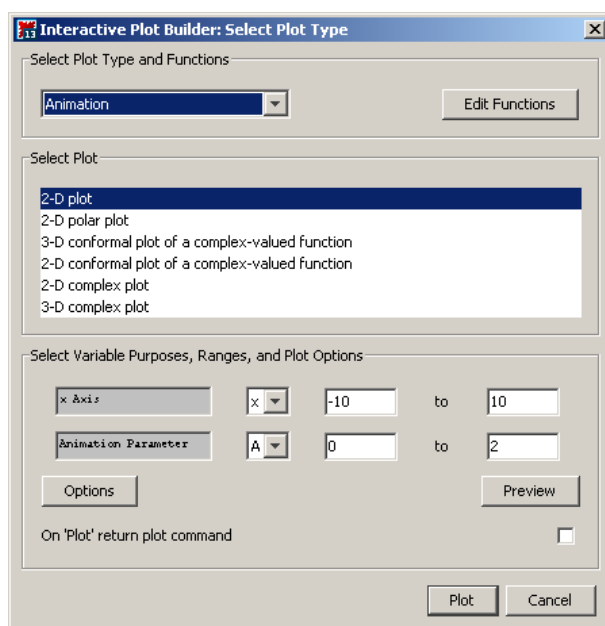 Interactive Plot Builder: Select Plot Type
Select Plot Type and Functions
Animation
Edit Functions
Select Plot
2-D plot
2-D polar plot
3-D conformal plot of a complex-valued function
2-D conformal plot of a complex-valued function
2-D complex plot
3-D complex plot
Select Variable Purposes, Ranges, and Plot Options
x Axis x -10 to 10
Animation Parameter A 0 to 2
Options Preview
On 'Plot' return plot command
Plot Cancel